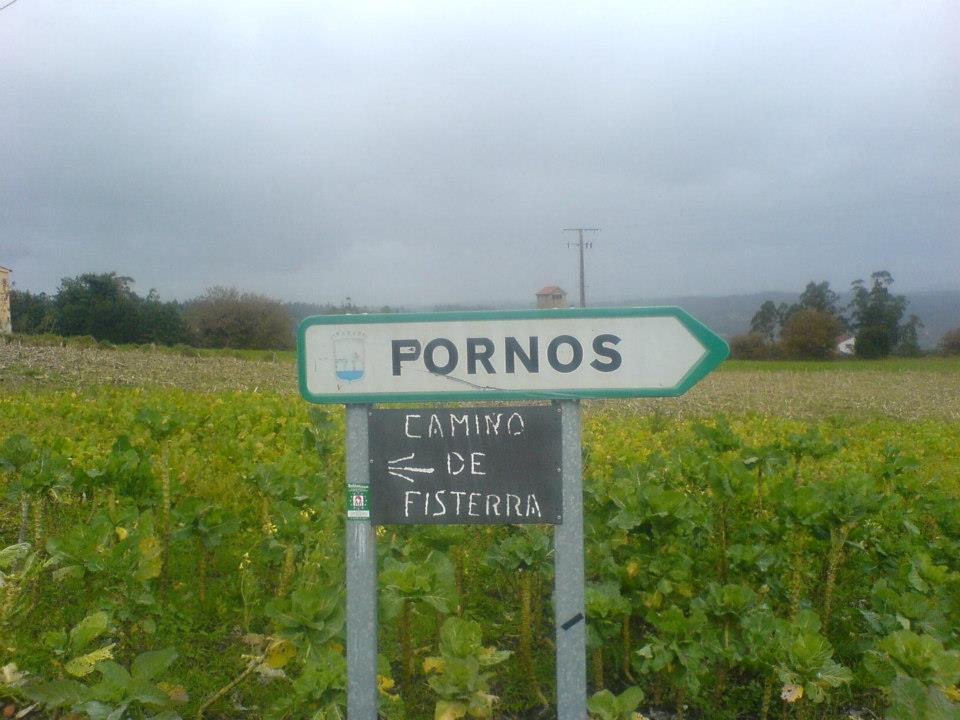 PORNOS
CAMINO
DE
FISTERRA